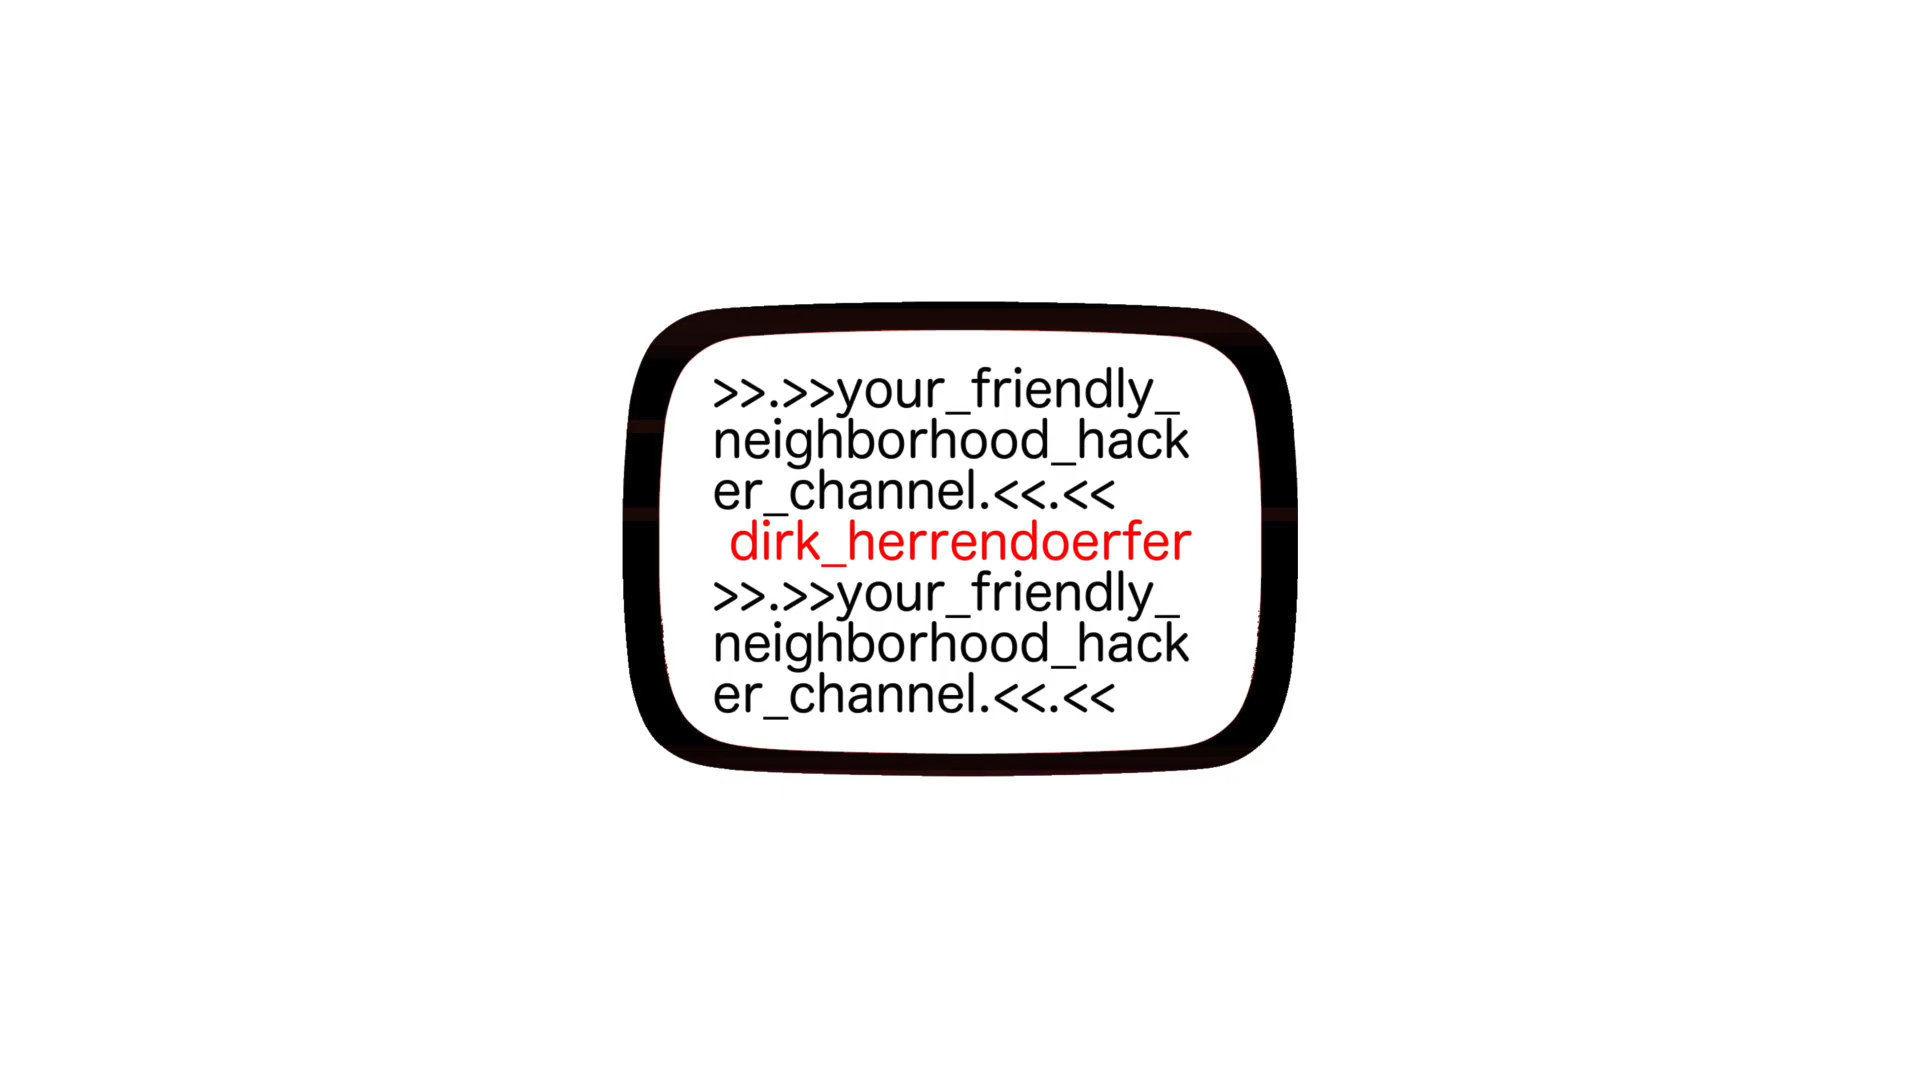 >>.>>your_friendly_
neighborhood_hack
er_channel.<<.<<
dirk_herrendoerfer
>>.>>your_friendly_
neighborhood_hack
er_channel.<<.<<